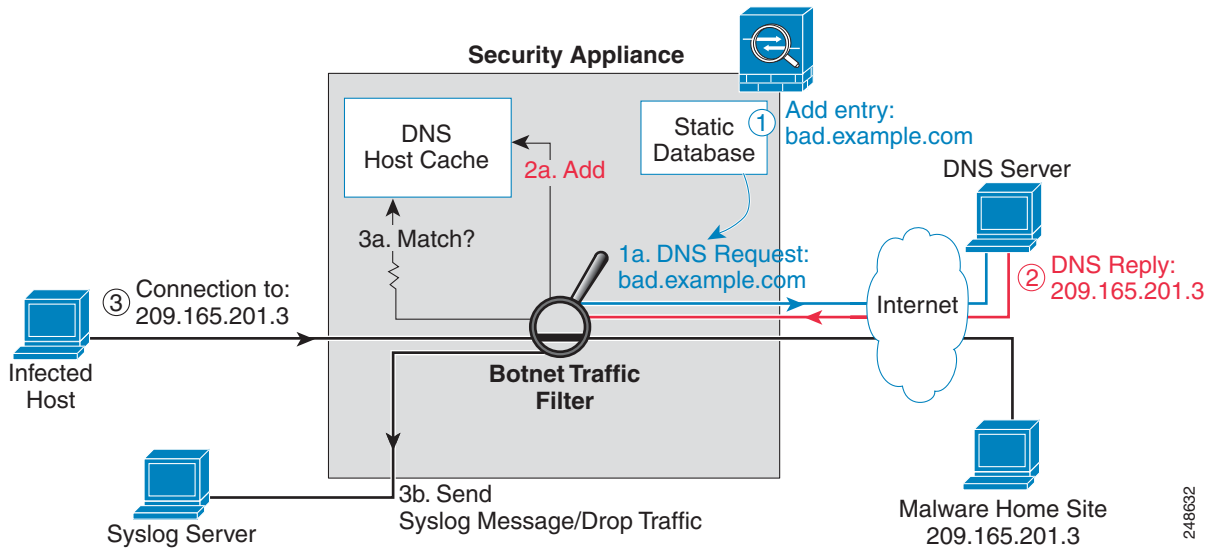 Security Appliance
DNS
Host Cache
2a. Add
3a. Match?
Static
Database
1
Add entry:
bad.example.com
DNS Server
1a. DNS Request:
bad.example.com
2
DNS Reply:
209.165.201.3
Internet
3
Connection to:
209.165.201.3
Infected
Host
Botnet Traffic
Filter
3b. Send
Syslog Message/Drop Traffic
Syslog Server
Malware Home Site
209.165.201.3
248632